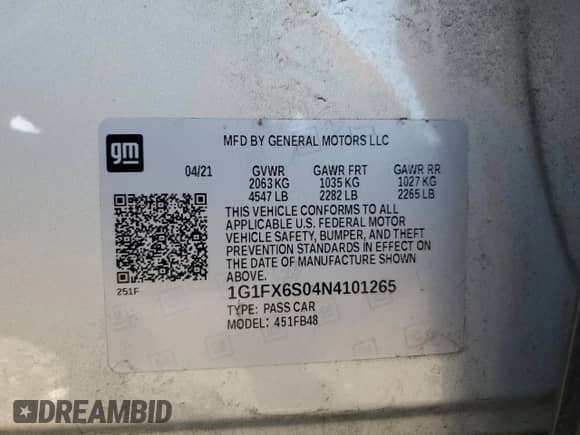 MFD BY GENERAL MOTORS LLC
gm
04/21 GVWR GAWR FRT GAWR RR
2063 KG 1035 KG 1027 KG
4547 LB 2282 LB 2265 LB
THIS VEHICLE CONFORMS TO ALL
APPLICABLE U.S. FEDERAL MOTOR
VEHICLE SAFETY, BUMPER, AND THEFT
PREVENTION STANDARDS IN EFFECT ON
THE DATE OF MANUFACTURE SHOWN
ABOVE.
251F
1G1FX6S04N4101265
TYPE: PASS CAR
MODEL: 451FB48
DREAMBID